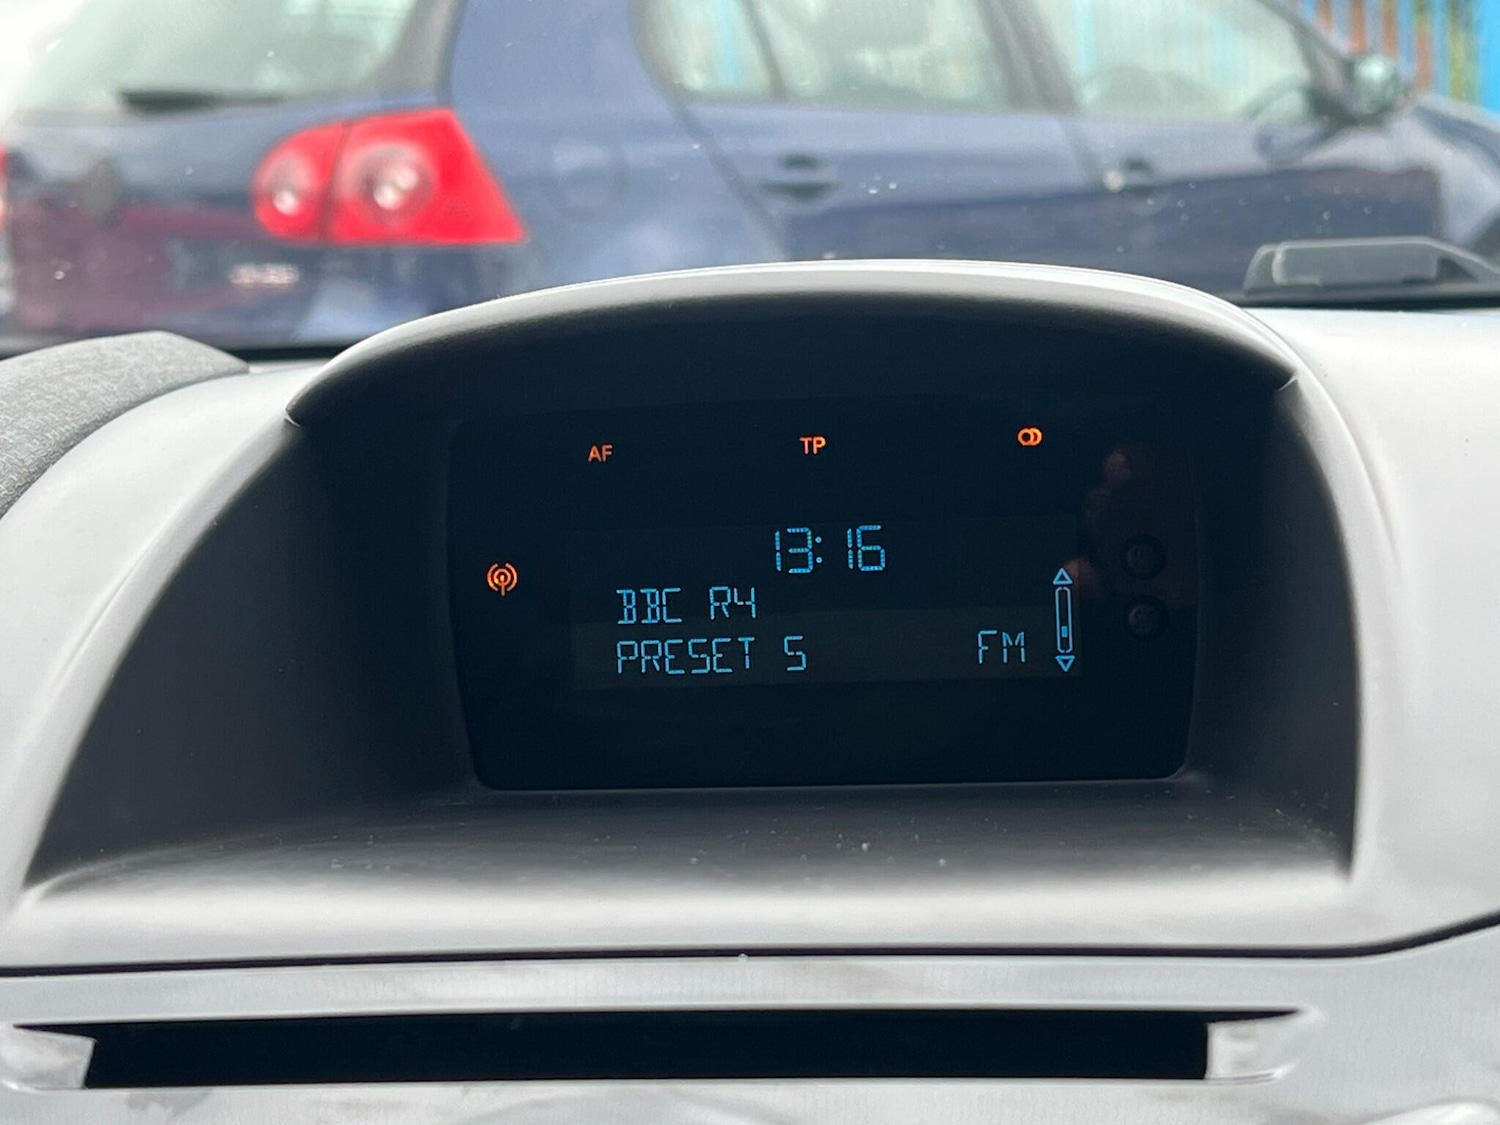 AF TP
13:16
BBC R4
PRESET 5 FM